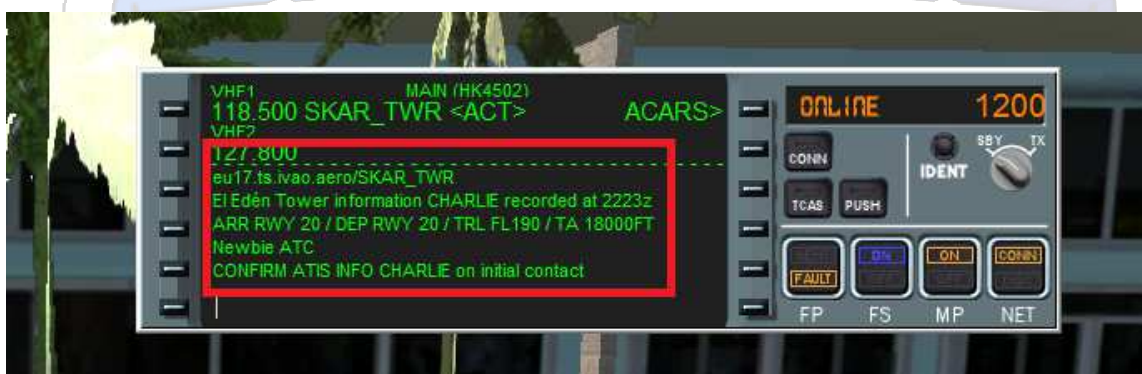 VHF1 MAIN (HK4502)
118.500 SKAR_TWR <ACT> ACARS>
VHF2
127.800
eu17.ts.ivao.aero/SKAR_TWR
El Edén Tower information CHARLIE recorded at 2223z
ARR RWY 20 / DEP RWY 20 / TRL FL190 / TA 18000FT
Newbie ATC
CONFIRM ATIS INFO CHARLIE on initial contact
ONLINE 1200
CONN
IDENT
SBY TX
TCAS PUSH
FAULT
ON
ON
CONN
FP FS MP NET